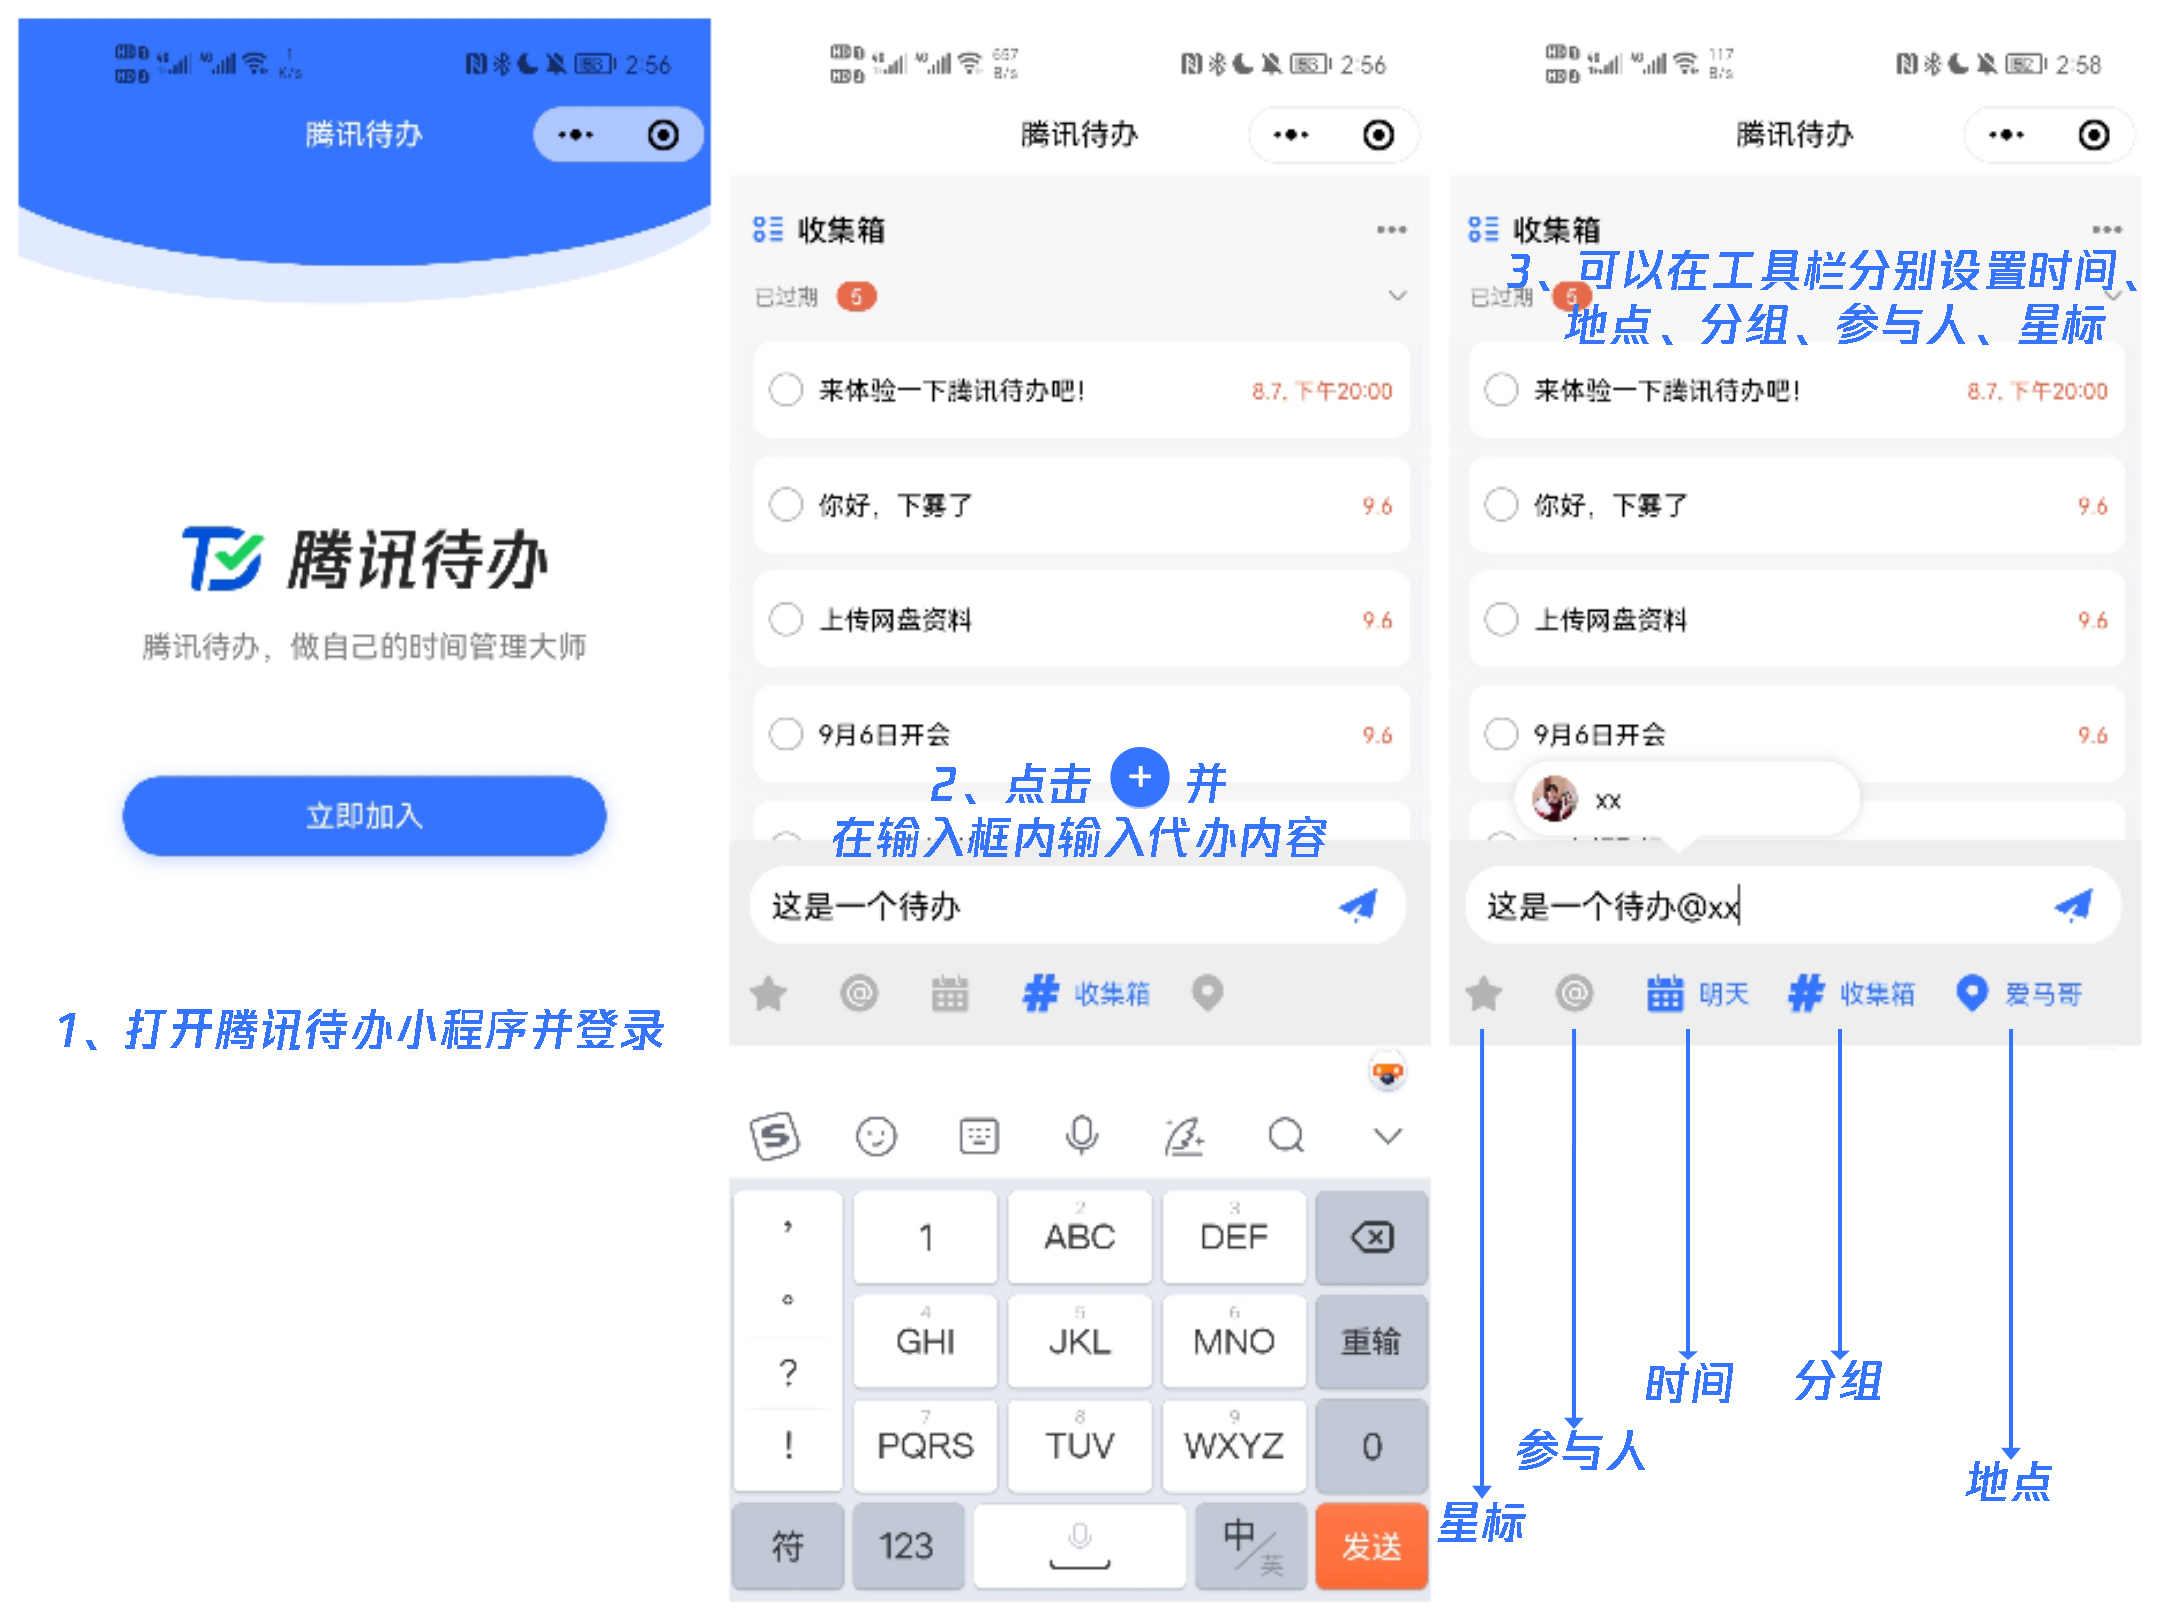 1
K/s
53
2:56
腾讯待办
腾讯待办
腾讯待办，做自己的时间管理大师
立即加入
1、打开腾讯待办小程序并登录
657
B/s
53
2:56
腾讯待办
收集箱
已过期 5
来体验一下腾讯待办吧！ 8.7, 下午20:00
你好，下雾了 9.6
上传网盘资料 9.6
9月6日开会 9.6
2、点击 + 并
在输入框内输入代办内容
这是一个待办
# 收集箱
， 1 2 ABC 3 DEF
。 4 GHI 5 JKL 6 MNO 重输
? 7 PQRS 8 TUV 9 WXYZ 0
!
符 123 中/英 发送
117
B/s
52
2:58
腾讯待办
收集箱
3、可以在工具栏分别设置时间、
已过期 5
地点、分组、参与人、星标
来体验一下腾讯待办吧！ 8.7, 下午20:00
你好，下雾了 9.6
上传网盘资料 9.6
9月6日开会 9.6
xx
这是一个待办@xx
@ 明天 # 收集箱 爱马哥
时间 分组
参与人
地点
星标